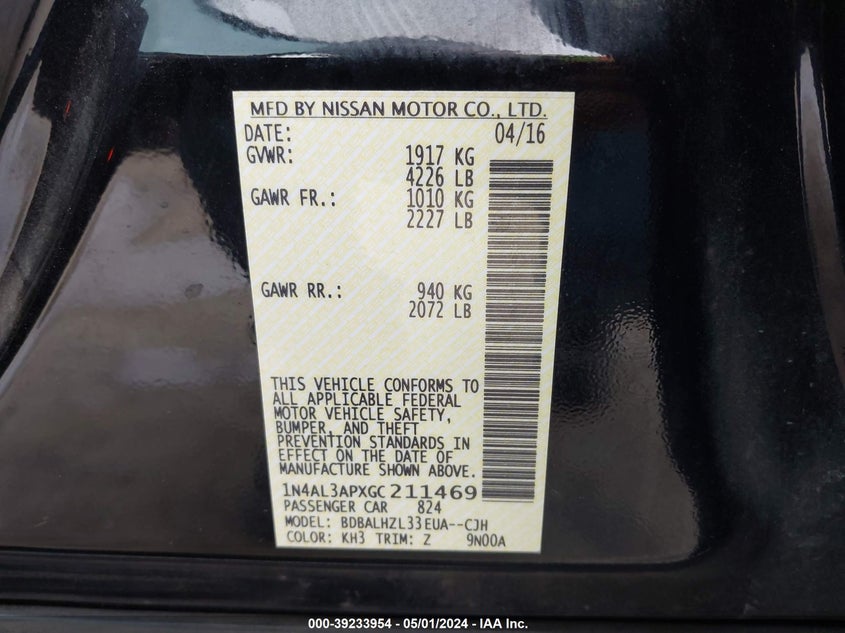 MFD BY NISSAN MOTOR CO., LTD.
DATE: 04/16
GVWR: 1917 KG
4226 LB
GAWR FR.: 1010 KG
2227 LB
GAWR RR.: 940 KG
2072 LB
THIS VEHICLE CONFORMS TO
ALL APPLICABLE FEDERAL
MOTOR VEHICLE SAFETY,
BUMPER, AND THEFT
PREVENTION STANDARDS IN
EFFECT ON THE DATE OF
MANUFACTURE SHOWN ABOVE.
1N4AL3APXGC211469
PASSENGER CAR 824
MODEL: BDBALHZL33EUA--CJH
COLOR: KH3 TRIM: Z 9N00A
000-39233954 - 05/01/2024 - IAA Inc.